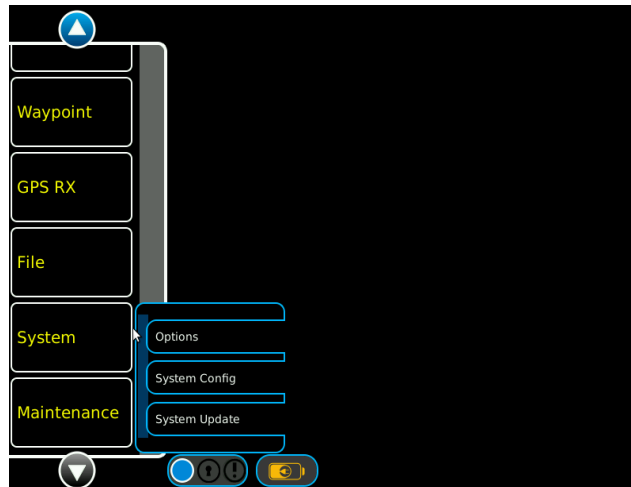 Waypoint
GPS RX
File
System
Maintenance
Options
System Config
System Update